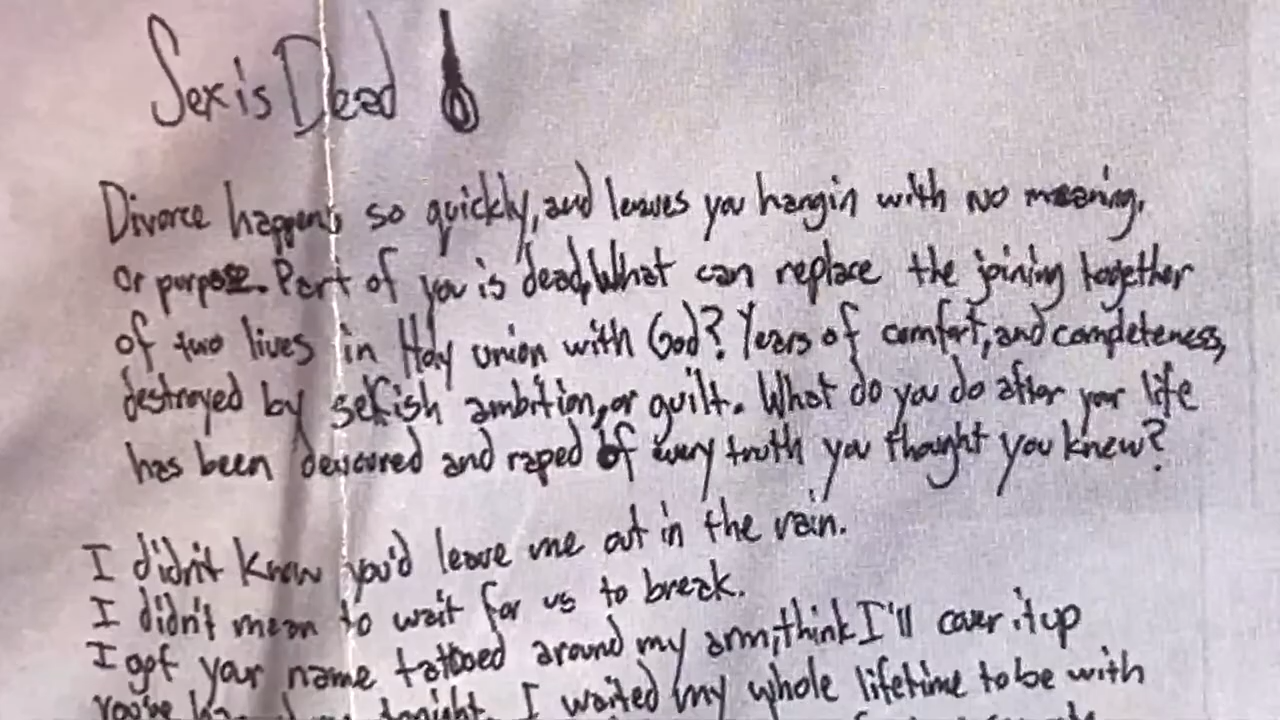 Sex is Dead
Divorce happens so quickly, and leaves you hangin with no meaning,
or purpose. Part of you is dead, What can replace the joining together
of two lives in Holy union with God? Years of comfort, and completeness,
destroyed by selfish ambition, or guilt. What do you do after your life
has been devoured and raped of every truth you thought you knew?
I didn't know you'd leave me out in the rain.
I didn't mean to wait for us to break.
I got your name tattooed around my arm, think I'll cover it up
You've tonight. I waited my whole lifetime to be with